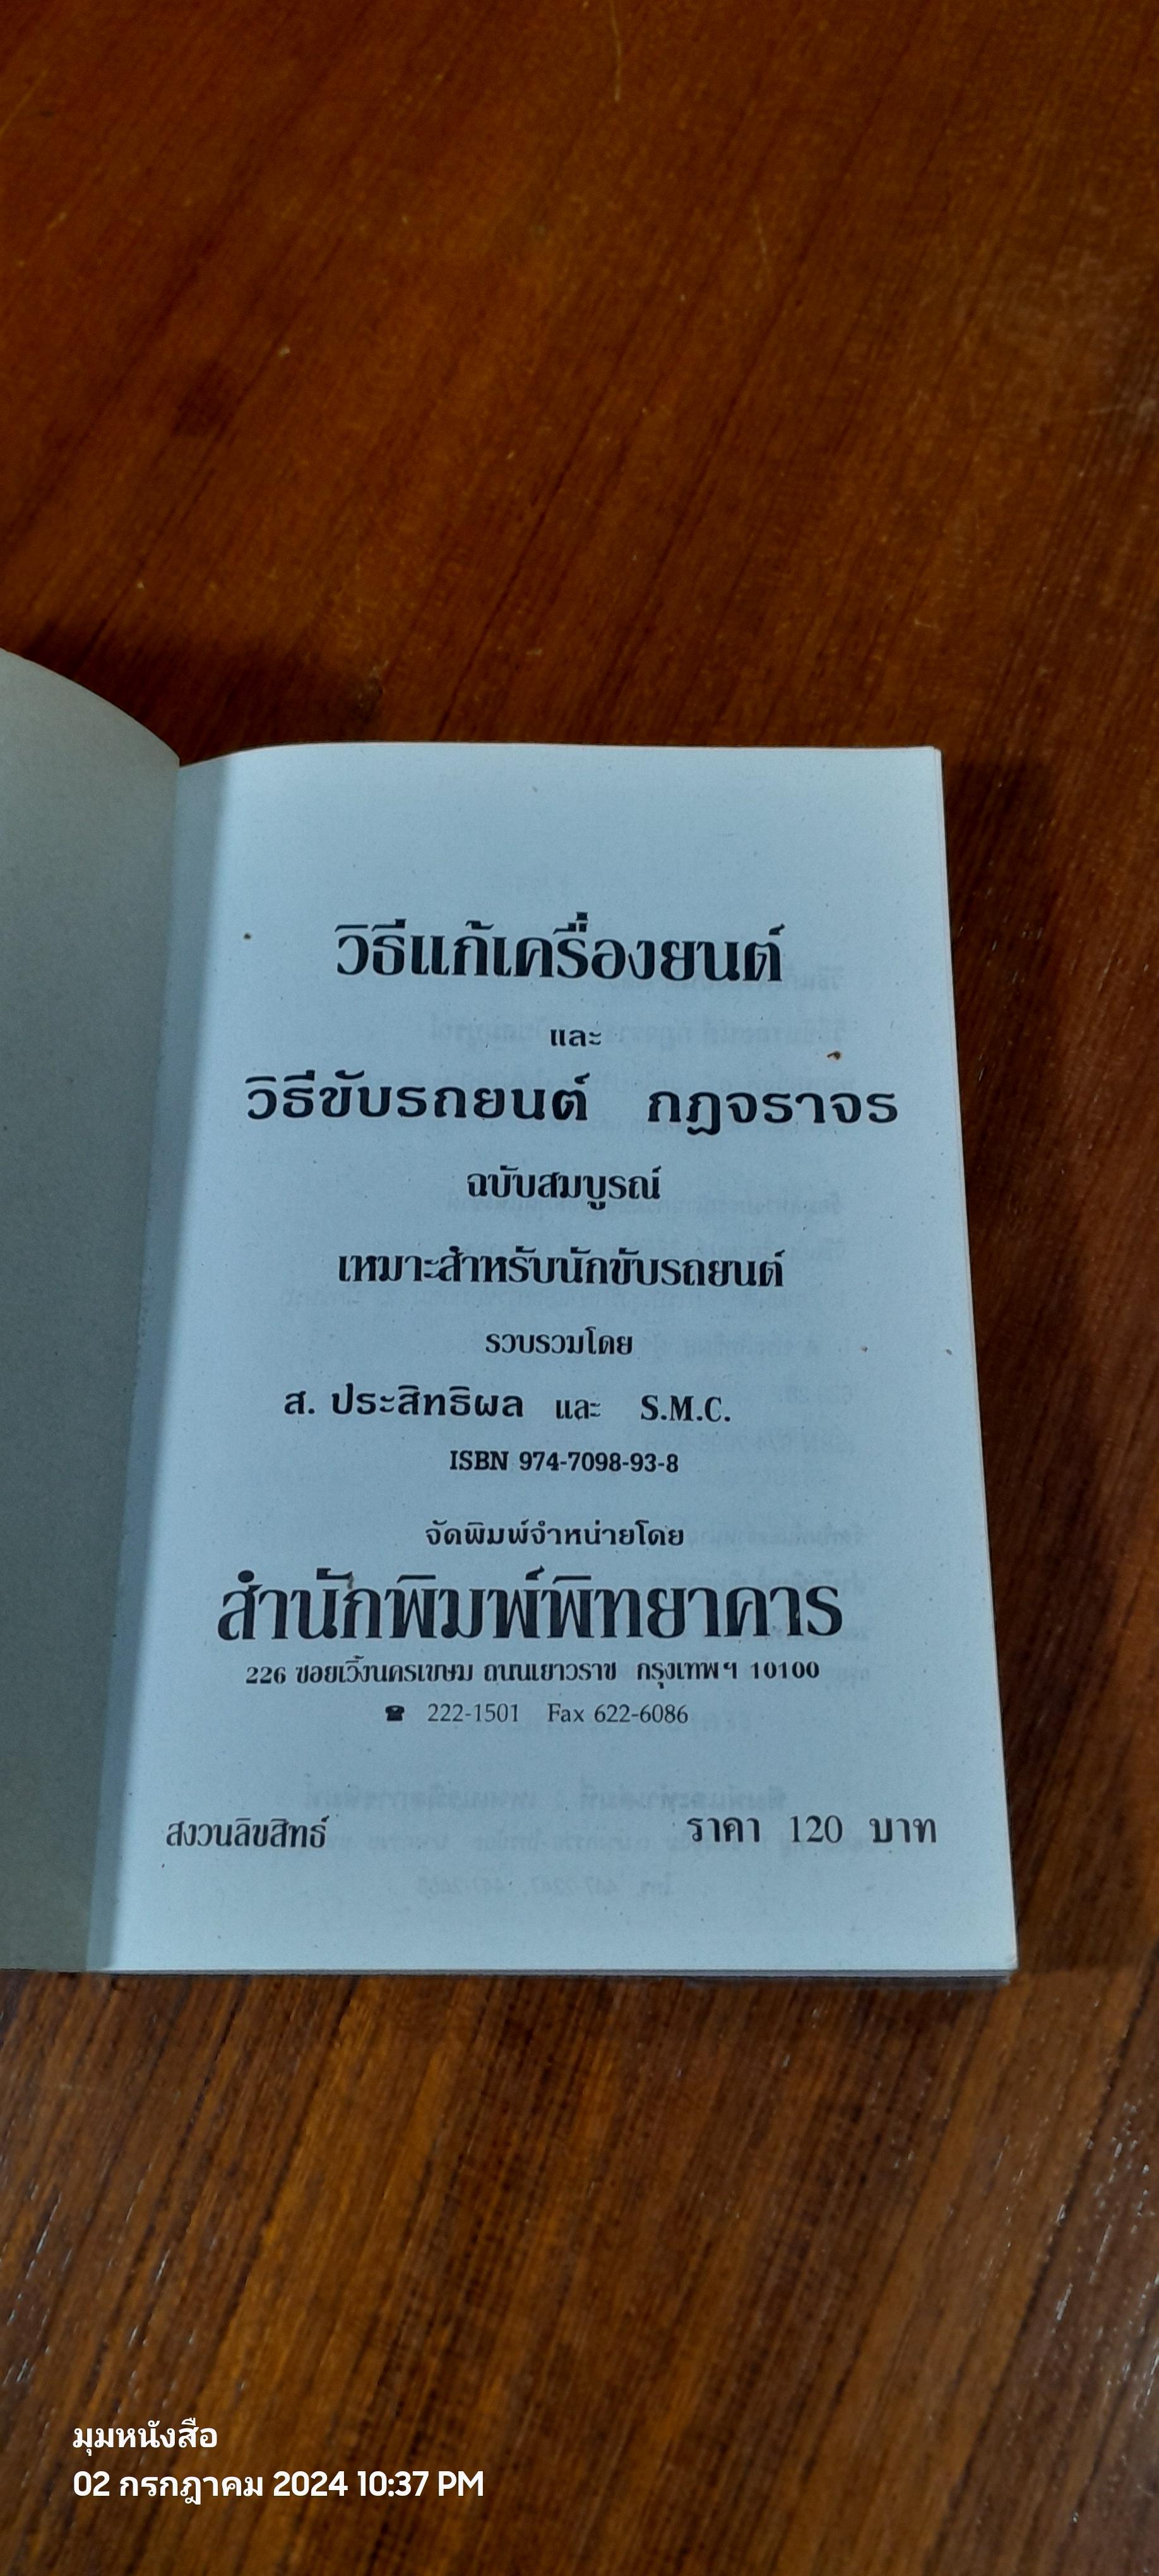 วิธีแก้เครื่องยนต์
และ
วิธีขับรถยนต์ กฎจราจร
ฉบับสมบูรณ์
เหมาะสำหรับนักขับรถยนต์
รวบรวมโดย
ส. ประสิทธิผล และ S.M.C.
ISBN 974-7098-93-8
จัดพิมพ์จำหน่ายโดย
สำนักพิมพ์พิทยาคาร
226 ซอยเวิ้งนครเขษม ถนนเยาวราช กรุงเทพฯ 10100
☎ 222-1501 Fax 622-6086
สงวนลิขสิทธ์ ราคา 120 บาท
มุมหนังสือ
02 กรกฎาคม 2024 10:37 PM